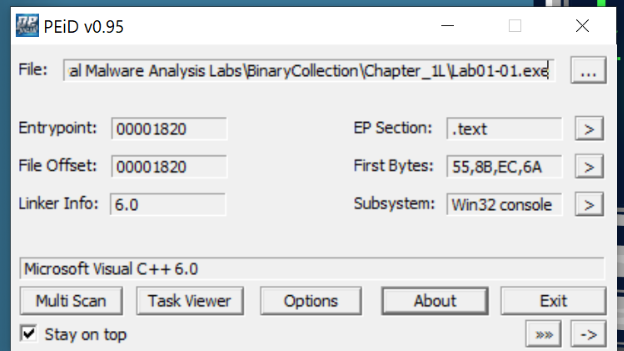 PEiD v0.95
File: al Malware Analysis Labs\BinaryCollection\Chapter_1L\Lab01-01.exe ...
Entrypoint: 00001820 EP Section: .text >
File Offset: 00001820 First Bytes: 55,8B,EC,6A >
Linker Info: 6.0 Subsystem: Win32 console >
Microsoft Visual C++ 6.0
Multi Scan Task Viewer Options About Exit
Stay on top »» ->